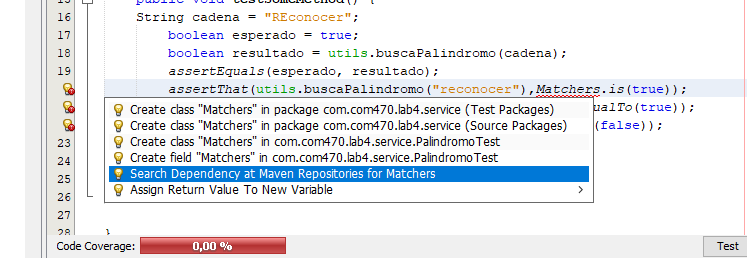 public void testSomeMethod() {
16 String cadena = "REconocer";
17 boolean esperado = true;
18 boolean resultado = utils.buscaPalindromo(cadena);
19 assertEquals(esperado, resultado);
assertThat(utils.buscaPalindromo("reconocer"),Matchers.is(true));
ualTo(true));
(false));
Create class "Matchers" in package com.com470.lab4.service (Test Packages)
Create class "Matchers" in package com.com470.lab4.service (Source Packages)
23 Create class "Matchers" in com.com470.lab4.service.PalindromoTest
24 Create field "Matchers" in com.com470.lab4.service.PalindromoTest
25 Search Dependency at Maven Repositories for Matchers
Assign Return Value To New Variable >
26
27
28 }
Code Coverage: 0,00 % Test